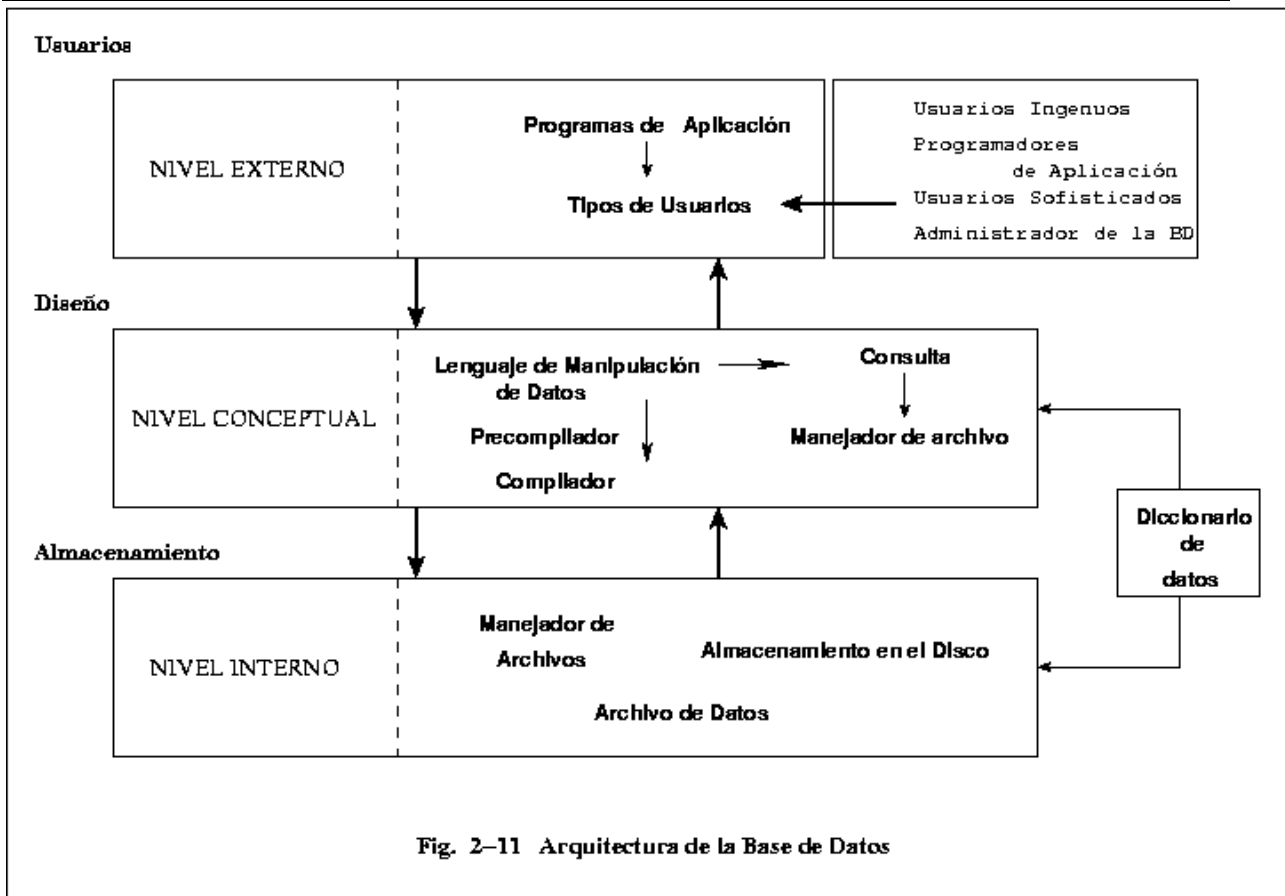 Usuarios
NIVEL EXTERNO
Programas de Aplicación
Tipos de Usuarios
Usuarios Ingenuos
Programadores
de Aplicación
Usuarios Sofisticados
Administrador de la BD
Diseño
NIVEL CONCEPTUAL
Lenguaje de Manipulación
de Datos
Precompilador
Compilador
Consulta
Manejador de archivo
Diccionario
de
datos
Almacenamiento
NIVEL INTERNO
Manejador de
Archivos
Almacenamiento en el Disco
Archivo de Datos
Fig. 2–11 Arquitectura de la Base de Datos